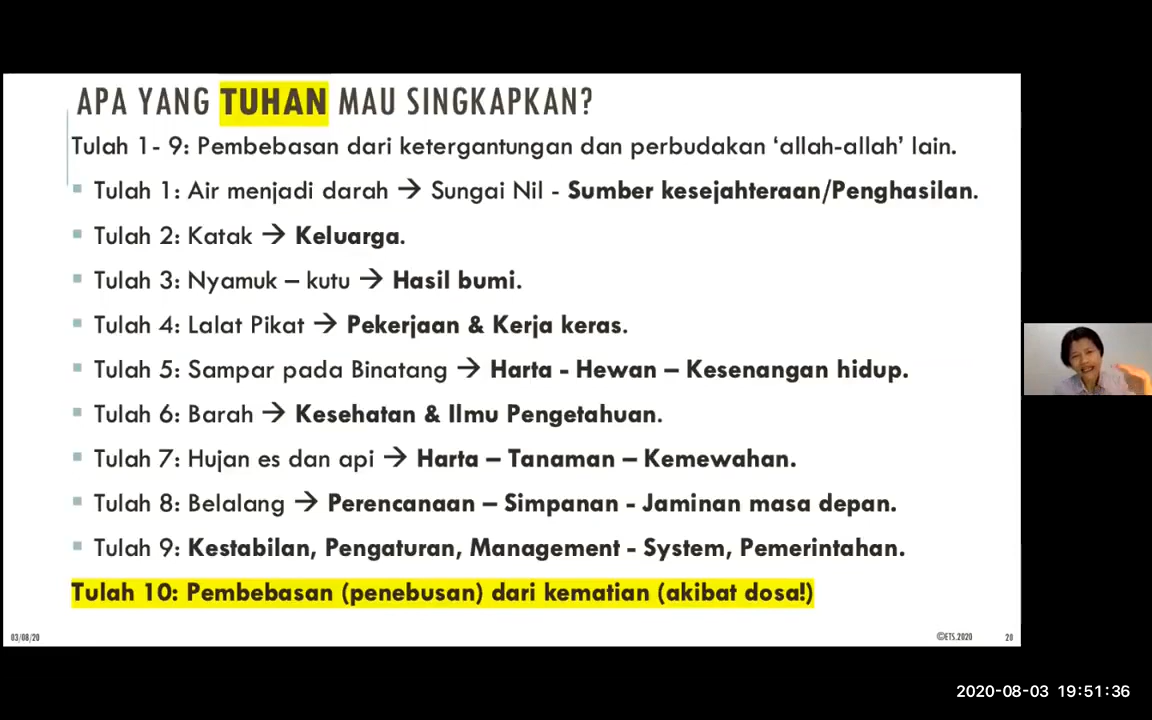 APA YANG TUHAN MAU SINGKAPKAN?
Tulah 1- 9: Pembebasan dari ketergantungan dan perbudakan ‘allah-allah’ lain.
▪ Tulah 1: Air menjadi darah → Sungai Nil - Sumber kesejahteraan/Penghasilan.
▪ Tulah 2: Katak → Keluarga.
▪ Tulah 3: Nyamuk – kutu → Hasil bumi.
▪ Tulah 4: Lalat Pikat → Pekerjaan & Kerja keras.
▪ Tulah 5: Sampar pada Binatang → Harta - Hewan – Kesenangan hidup.
▪ Tulah 6: Barah → Kesehatan & Ilmu Pengetahuan.
▪ Tulah 7: Hujan es dan api → Harta – Tanaman – Kemewahan.
▪ Tulah 8: Belalang → Perencanaan – Simpanan - Jaminan masa depan.
▪ Tulah 9: Kestabilan, Pengaturan, Management - System, Pemerintahan.
Tulah 10: Pembebasan (penebusan) dari kematian (akibat dosa!)
03/08/20
©ETS.2020
20
2020-08-03 19:51:36